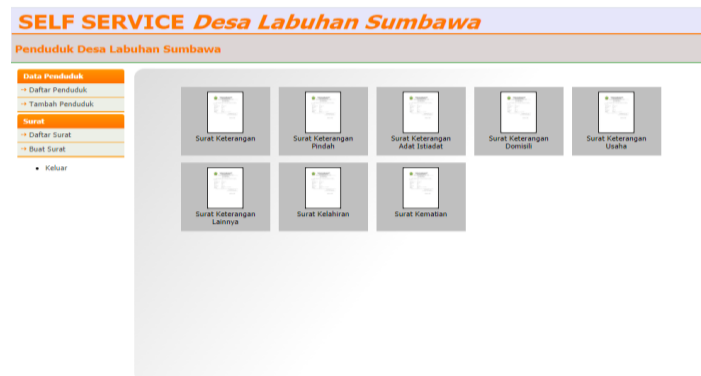 SELF SERVICE Desa Labuhan Sumbawa
Penduduk Desa Labuhan Sumbawa
Data Penduduk
→ Daftar Penduduk
→ Tambah Penduduk
Surat
→ Daftar Surat
→ Buat Surat
• Keluar
Surat Keterangan
Surat Keterangan
Pindah
Surat Keterangan
Adat Istiadat
Surat Keterangan
Domisili
Surat Keterangan
Usaha
Surat Keterangan
Lainnya
Surat Kelahiran
Surat Kematian